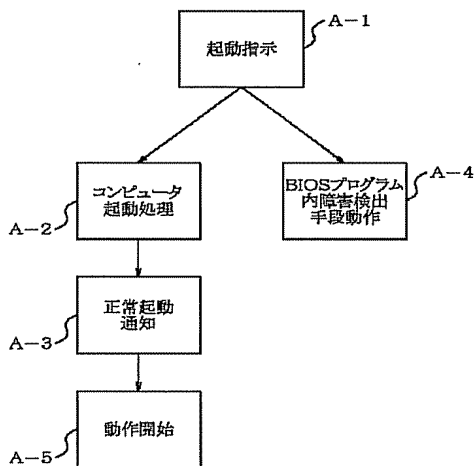 A-1
起動指示
コンピュータ
起動処理
A-2
BIOSプログラム
内障害検出
手段動作
A-4
正常起動
通知
A-3
動作開始
A-5